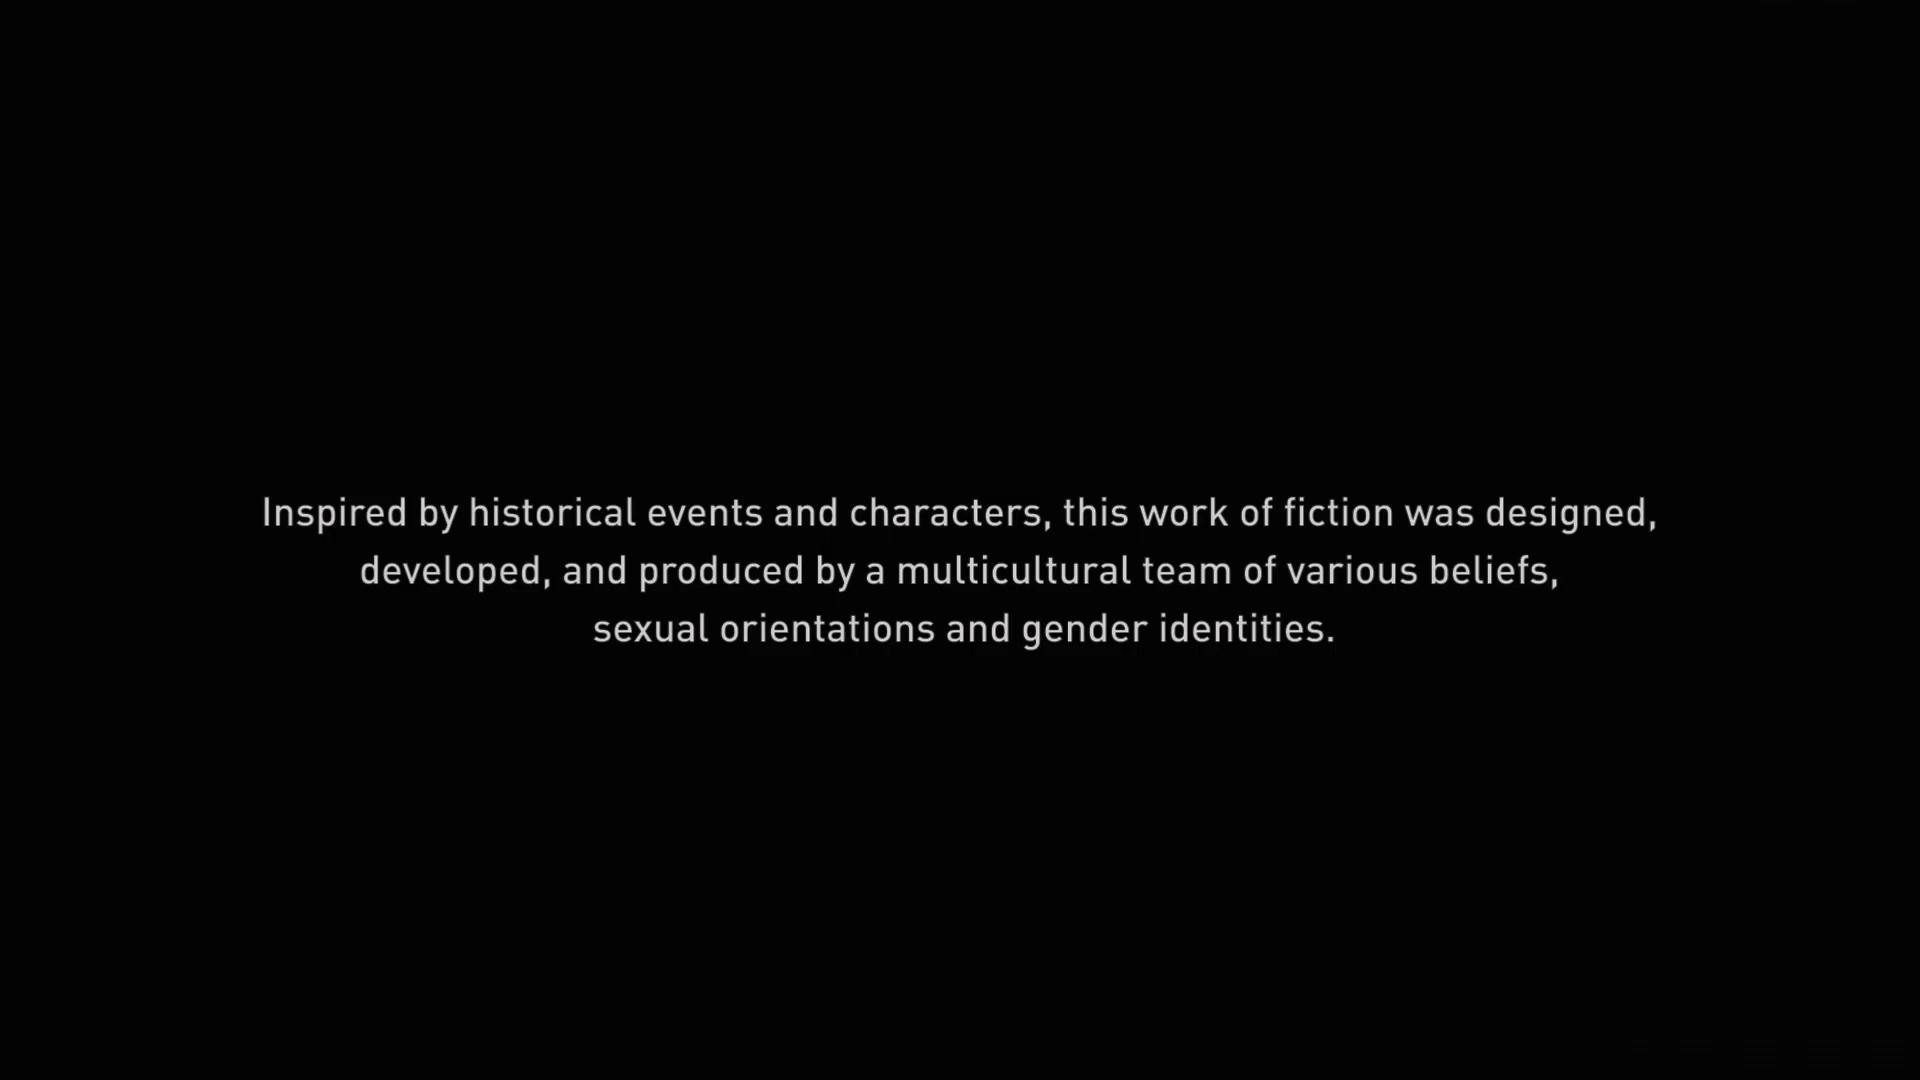 Inspired by historical events and characters, this work of fiction was designed,
developed, and produced by a multicultural team of various beliefs,
sexual orientations and gender identities.